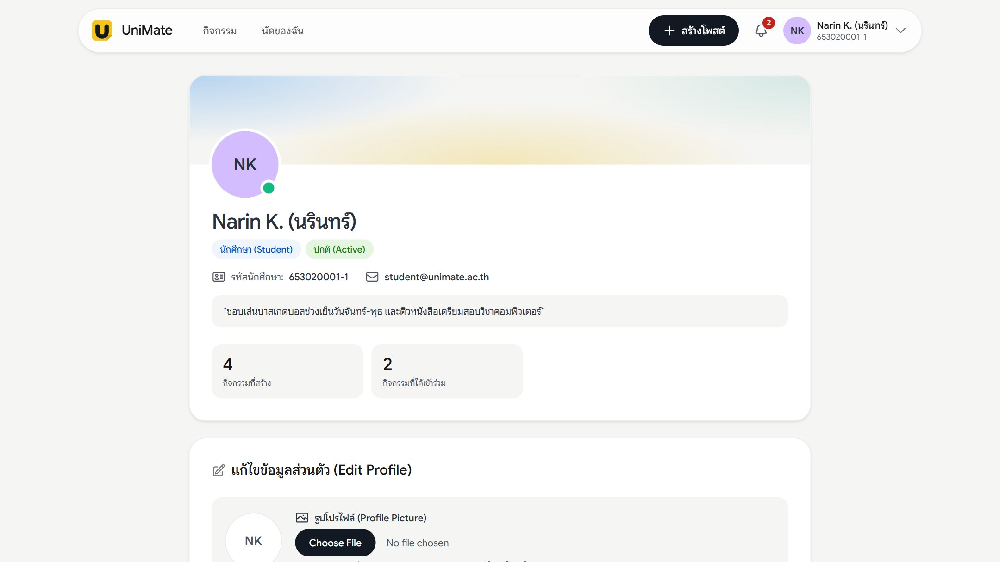 UniMate
กิจกรรม
นัดของฉัน
สร้างโพสต์
2
NK
Narin K. (นรินทร์)
653020001-1
NK
Narin K. (นรินทร์)
นักศึกษา (Student)
ปกติ (Active)
รหัสนักศึกษา: 653020001-1
student@unimate.ac.th
“ชอบเล่นบาสเกตบอลช่วงเย็นวันจันทร์-พุธ และติวหนังสือเตรียมสอบวิชาคอมพิวเตอร์”
4
กิจกรรมที่สร้าง
2
กิจกรรมที่ได้เข้าร่วม
แก้ไขข้อมูลส่วนตัว (Edit Profile)
NK
รูปโปรไฟล์ (Profile Picture)
Choose File
No file chosen